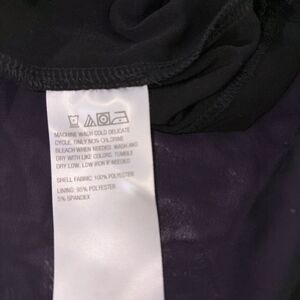 MACHINE WASH COLD DELICATE
CYCLE, ONLY NON-CHLORINE
BLEACH WHEN NEEDED. WASH AND
DRY WITH LIKE COLORS. TUMBLE
DRY LOW, LOW IRON IF NEEDED.
SHELL FABRIC: 100% POLYESTER
LINING: 95% POLYESTER
5% SPANDEX